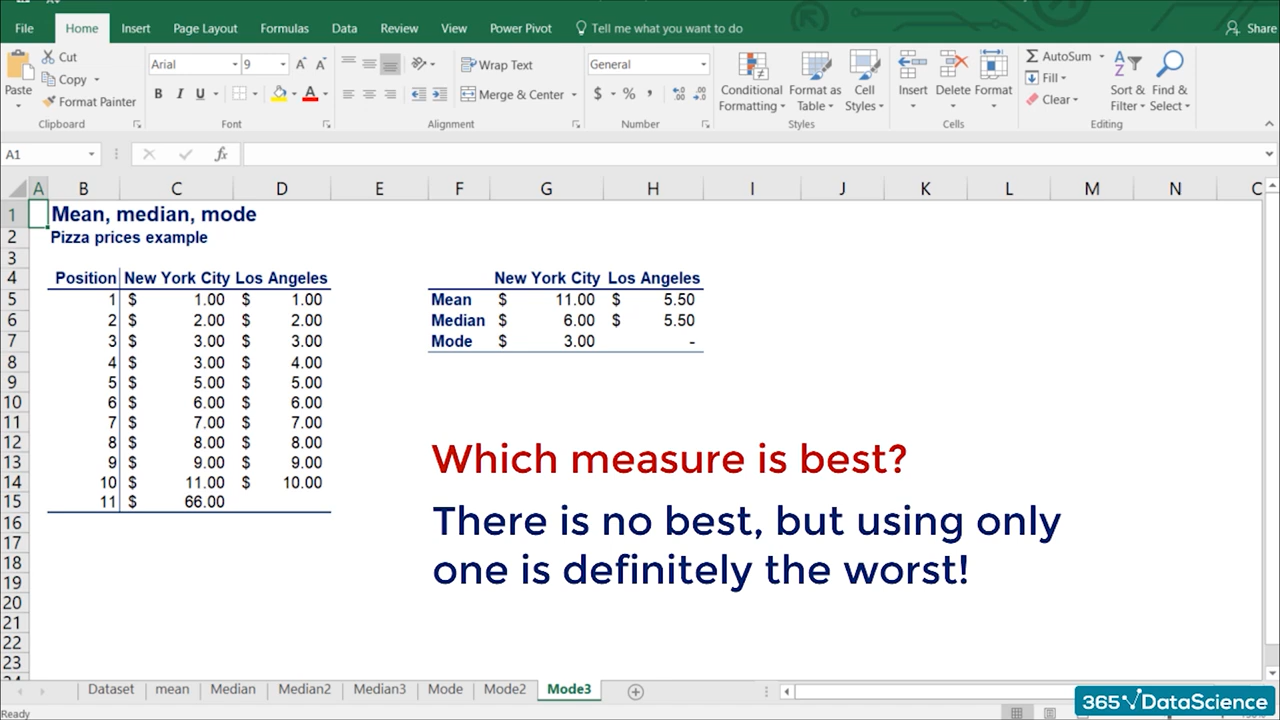 File Home Insert Page Layout Formulas Data Review View Power Pivot Tell me what you want to do Share
Paste Cut Copy Format Painter
Arial 9 B I U
Wrap Text Merge & Center
General $ % ,
Conditional Formatting Format as Table Cell Styles
Insert Delete Format
AutoSum Fill Clear Sort & Filter Find & Select
Clipboard Font Alignment Number Styles Cells Editing
A1 fx
A B C D E F G H I J K L M N
1 Mean, median, mode
2 Pizza prices example
3
4 Position New York City Los Angeles New York City Los Angeles
5 1 $ 1.00 $ 1.00 Mean $ 11.00 $ 5.50
6 2 $ 2.00 $ 2.00 Median $ 6.00 $ 5.50
7 3 $ 3.00 $ 3.00 Mode $ 3.00 -
8 4 $ 3.00 $ 4.00
9 5 $ 5.00 $ 5.00
10 6 $ 6.00 $ 6.00
11 7 $ 7.00 $ 7.00
12 8 $ 8.00 $ 8.00
13 9 $ 9.00 $ 9.00
14 10 $ 11.00 $ 10.00
15 11 $ 66.00
16
17
18
19
20
21
22
23
Which measure is best?
There is no best, but using only
one is definitely the worst!
Dataset mean Median Median2 Median3 Mode Mode2 Mode3
Ready
365 DataScience